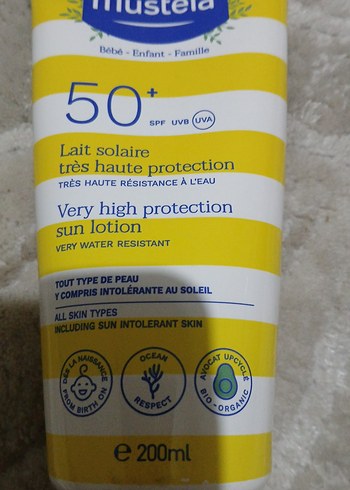 mustela
Bébé - Enfant - Famille
50+
SPF UVB UVA
Lait solaire
très haute protection
TRÈS HAUTE RÉSISTANCE À L'EAU
Very high protection
sun lotion
VERY WATER RESISTANT
TOUT TYPE DE PEAU
Y COMPRIS INTOLÉRANTE AU SOLEIL
ALL SKIN TYPES
INCLUDING SUN INTOLERANT SKIN
DÈS LA NAISSANCE
FROM BIRTH ON
OCEAN
RESPECT
AVOCAT UPCYCLÉ
BIO - ORGANIC
e 200ml